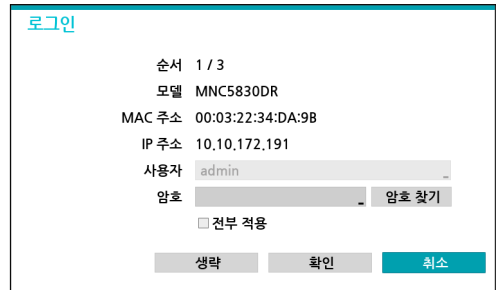 로그인
순서 1 / 3
모델 MNC5830DR
MAC 주소 00:03:22:34:DA:9B
IP 주소 10.10.172.191
사용자 admin
암호 암호 찾기
전부 적용
생략 확인 취소